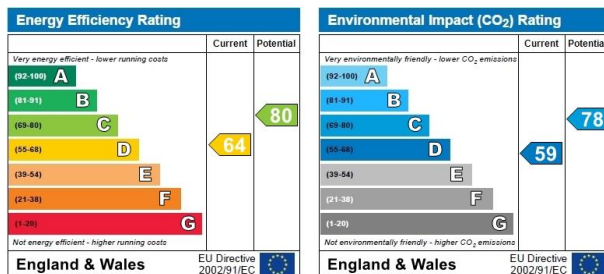 Energy Efficiency Rating
Current Potential
Very energy efficient - lower running costs
(92-100) A
(81-91) B
(69-80) C
(55-68) D
(39-54) E
(21-38) F
(1-20) G
80
64
Not energy efficient - higher running costs
England & Wales
EU Directive
2002/91/EC
Environmental Impact (CO₂) Rating
Current Potentia
Very environmentally friendly - lower CO₂ emissions
(92-100) A
(81-91) B
(69-80) C
(55-68) D
(39-54) E
(21-38) F
(1-20) G
78
59
Not environmentally friendly - higher CO₂ emissions
England & Wales
EU Directive
2002/91/EC